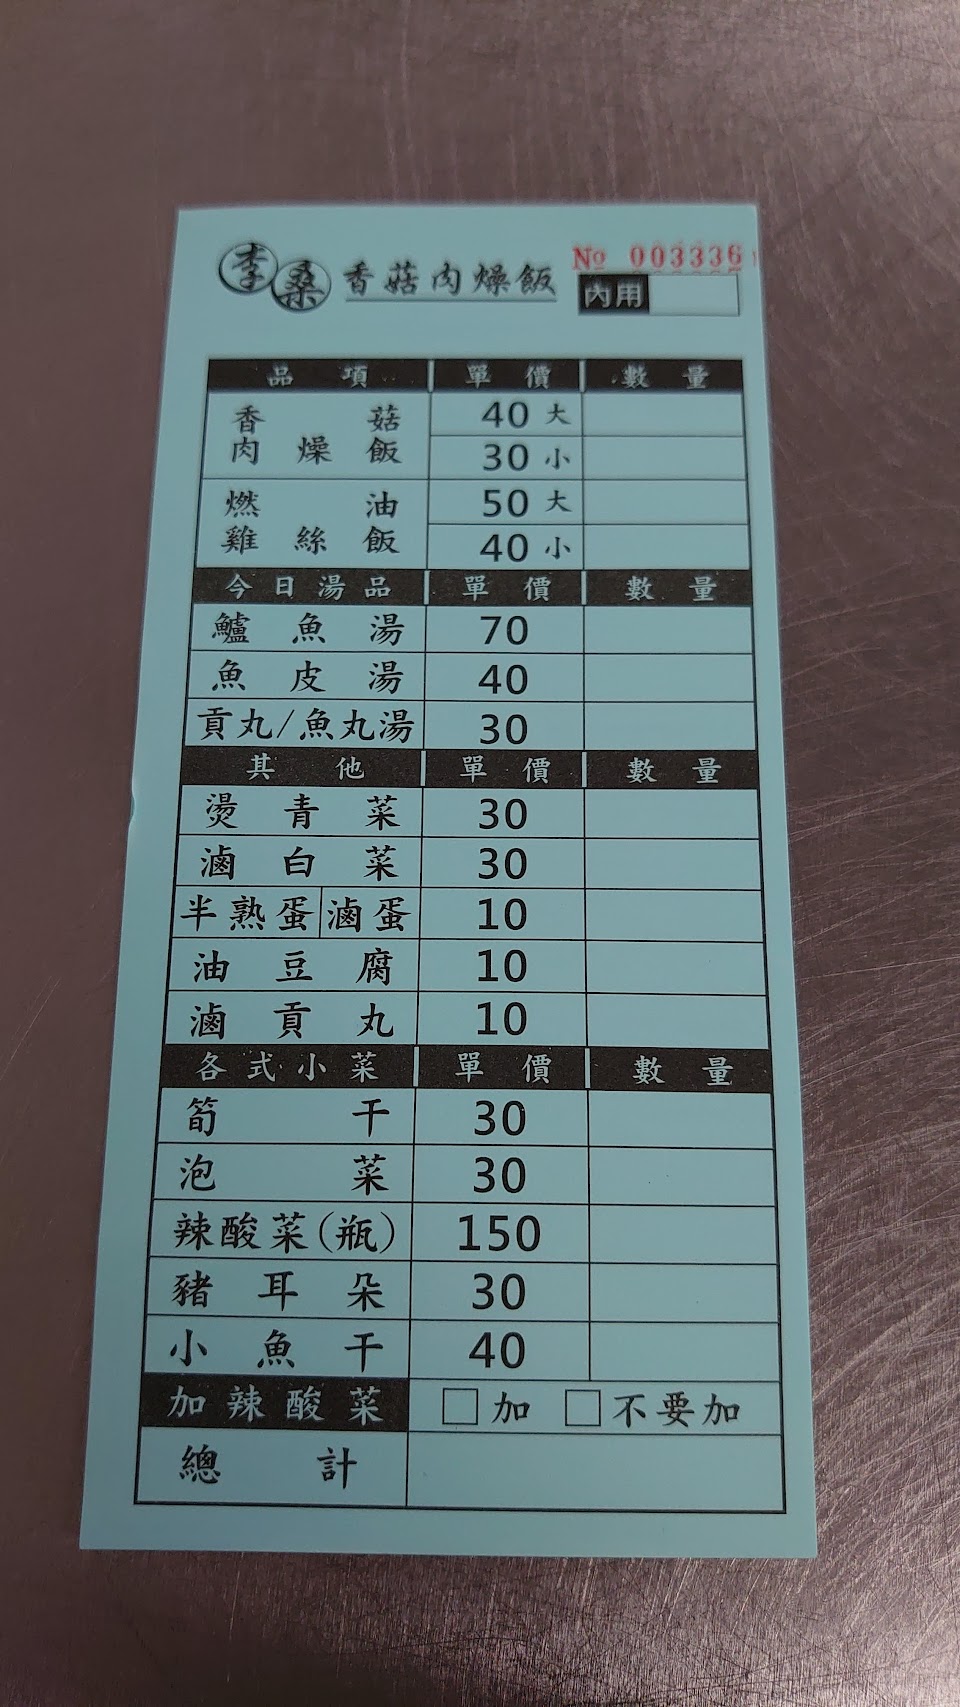 李桑 香菇肉燥飯
No 003336
內用
品項 單價 數量
香菇肉燥飯 40 大
30 小
燃油雞絲飯 50 大
40 小
今日湯品 單價 數量
鱸魚湯 70
魚皮湯 40
貢丸/魚丸湯 30
其他 單價 數量
燙青菜 30
滷白菜 30
半熟蛋 滷蛋 10
油豆腐 10
滷貢丸 10
各式小菜 單價 數量
筍干 30
泡菜 30
辣酸菜(瓶) 150
豬耳朵 30
小魚干 40
加辣酸菜 □加 □不要加
總計